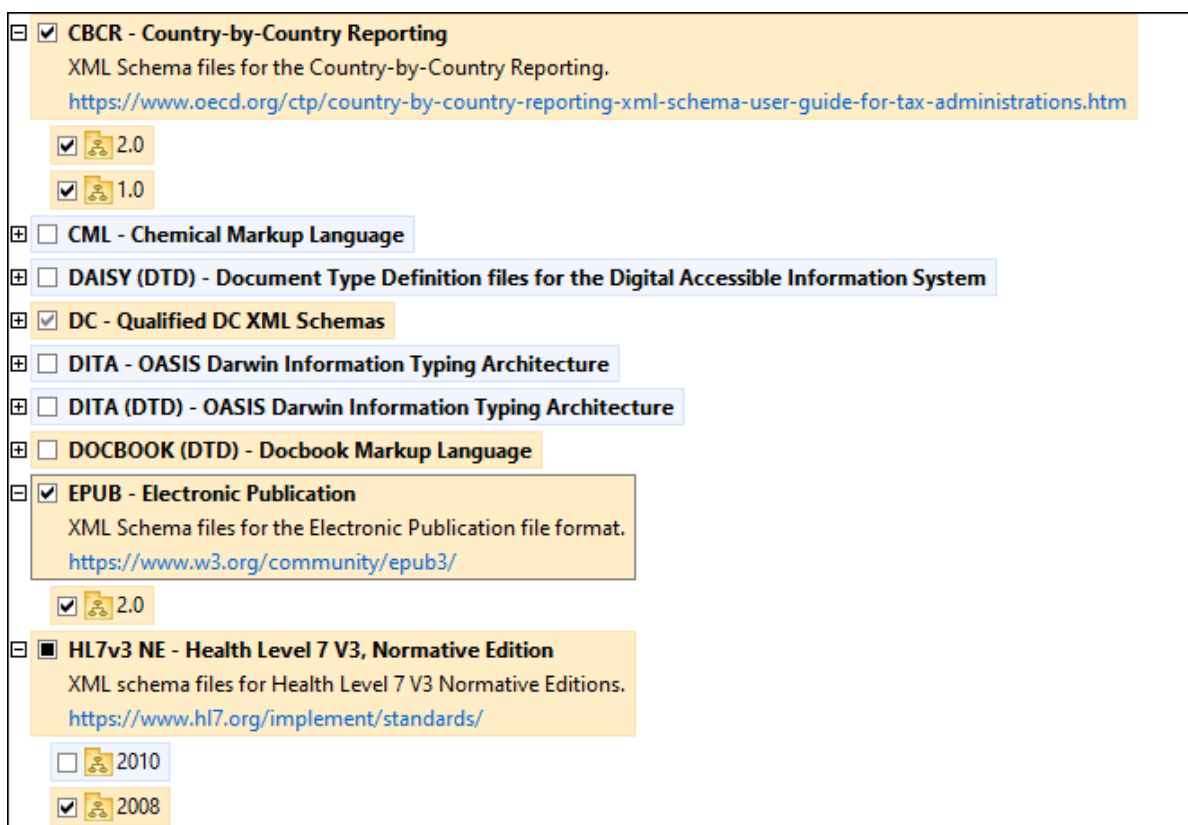 CBCR - Country-by-Country Reporting
XML Schema files for the Country-by-Country Reporting.
https://www.oecd.org/ctp/country-by-country-reporting-xml-schema-user-guide-for-tax-administrations.htm
2.0
1.0
CML - Chemical Markup Language
DAISY (DTD) - Document Type Definition files for the Digital Accessible Information System
DC - Qualified DC XML Schemas
DITA - OASIS Darwin Information Typing Architecture
DITA (DTD) - OASIS Darwin Information Typing Architecture
DOCBOOK (DTD) - Docbook Markup Language
EPUB - Electronic Publication
XML Schema files for the Electronic Publication file format.
https://www.w3.org/community/epub3/
2.0
HL7v3 NE - Health Level 7 V3, Normative Edition
XML schema files for Health Level 7 V3 Normative Editions.
https://www.hl7.org/implement/standards/
2010
2008